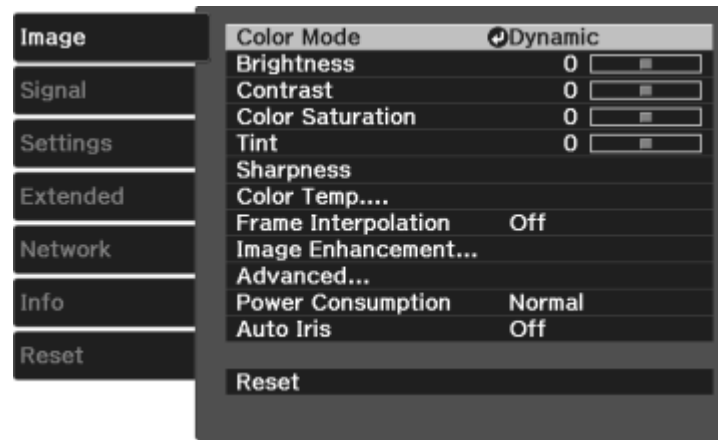 Image
Signal
Settings
Extended
Network
Info
Reset
Color Mode Dynamic
Brightness 0
Contrast 0
Color Saturation 0
Tint 0
Sharpness
Color Temp....
Frame Interpolation Off
Image Enhancement...
Advanced...
Power Consumption Normal
Auto Iris Off
Reset